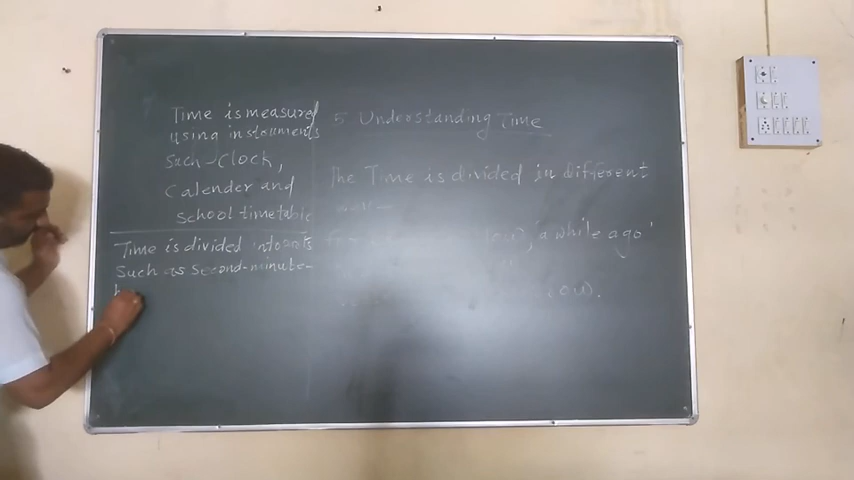 Time is measured
using instruments
Such - Clock,
Calender and
school timetable
Time is divided into
Such as second-minute-
h
5 Understanding Time
The Time is divided in different
'a while ago'